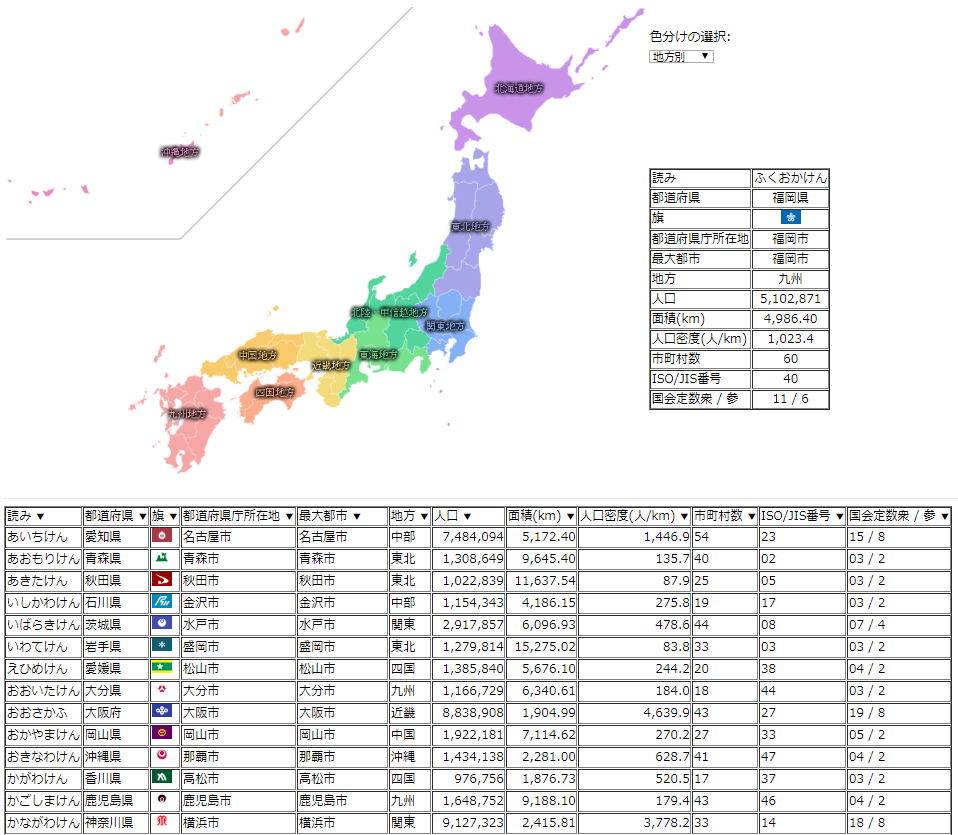 色分けの選択:
地方別 ▼
北海道地方
沖縄地方
東北地方
北陸・甲信越地方
関東地方
中国地方
近畿地方
東海地方
四国地方
九州地方
読み ふくおかけん
都道府県 福岡県
旗
都道府県庁所在地 福岡市
最大都市 福岡市
地方 九州
人口 5,102,871
面積(km) 4,986.40
人口密度(人/km) 1,023.4
市町村数 60
ISO/JIS番号 40
国会定数衆 / 参 11 / 6
読み ▼ 都道府県 ▼ 旗 ▼ 都道府県庁所在地 ▼ 最大都市 ▼ 地方 ▼ 人口 ▼ 面積(km) ▼ 人口密度(人/km) ▼ 市町村数 ▼ ISO/JIS番号 ▼ 国会定数衆 / 参 ▼
あいちけん 愛知県 名古屋市 名古屋市 中部 7,484,094 5,172.40 1,446.9 54 23 15 / 8
あおもりけん 青森県 青森市 青森市 東北 1,308,649 9,645.40 135.7 40 02 03 / 2
あきたけん 秋田県 秋田市 秋田市 東北 1,022,839 11,637.54 87.9 25 05 03 / 2
いしかわけん 石川県 金沢市 金沢市 中部 1,154,343 4,186.15 275.8 19 17 03 / 2
いばらきけん 茨城県 水戸市 水戸市 関東 2,917,857 6,096.93 478.6 44 08 07 / 4
いわてけん 岩手県 盛岡市 盛岡市 東北 1,279,814 15,275.02 83.8 33 03 03 / 2
えひめけん 愛媛県 松山市 松山市 四国 1,385,840 5,676.10 244.2 20 38 04 / 2
おおいたけん 大分県 大分市 大分市 九州 1,166,729 6,340.61 184.0 18 44 03 / 2
おおさかふ 大阪府 大阪市 大阪市 近畿 8,838,908 1,904.99 4,639.9 43 27 19 / 8
おかやまけん 岡山県 岡山市 岡山市 中国 1,922,181 7,114.62 270.2 27 33 05 / 2
おきなわけん 沖縄県 那覇市 那覇市 沖縄 1,434,138 2,281.00 628.7 41 47 04 / 2
かがわけん 香川県 高松市 高松市 四国 976,756 1,876.73 520.5 17 37 03 / 2
かごしまけん 鹿児島県 鹿児島市 鹿児島市 九州 1,648,752 9,188.10 179.4 43 46 04 / 2
かながわけん 神奈川県 横浜市 横浜市 関東 9,127,323 2,415.81 3,778.2 33 14 18 / 8